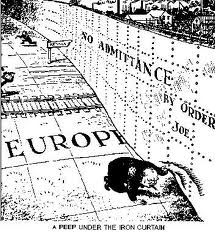 NO ADMITTANCE
BY ORDER
JOE
EUROPE
A PEEP UNDER THE IRON CURTAIN